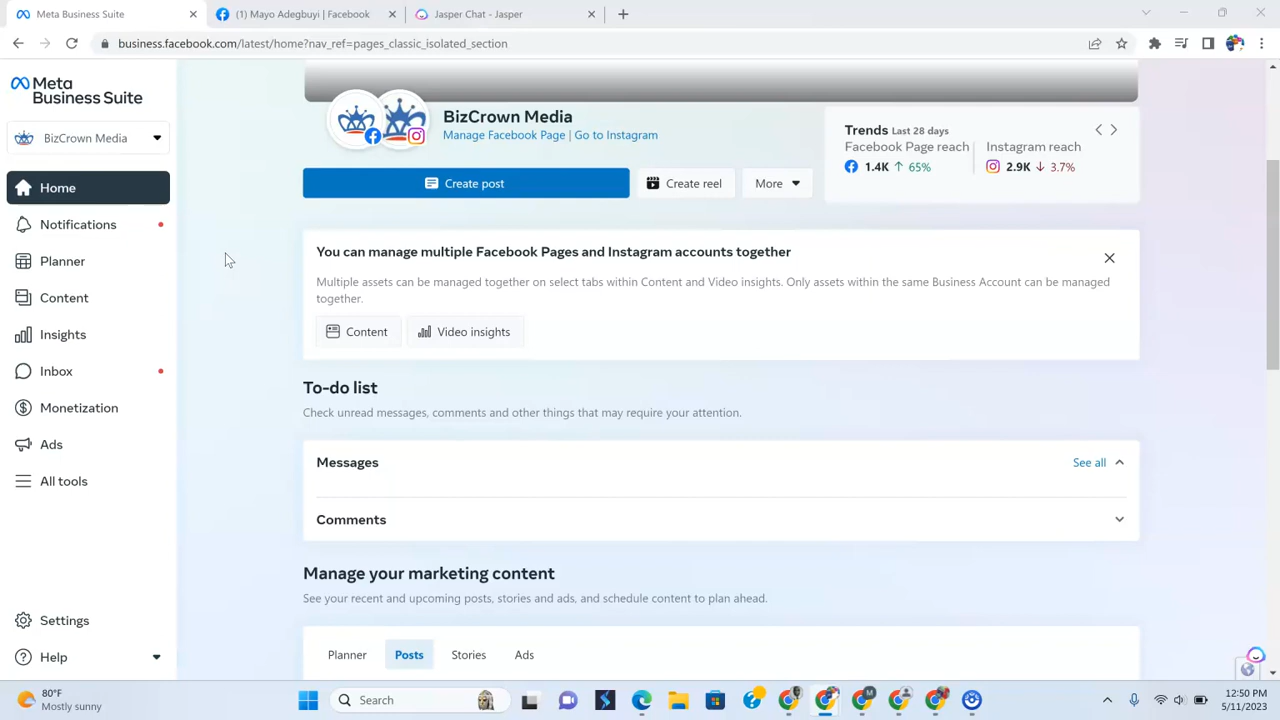 Meta Business Suite
(1) Mayo Adegbuyi | Facebook
Jasper Chat - Jasper
business.facebook.com/latest/home?nav_ref=pages_classic_isolated_section
Meta
Business Suite
BizCrown Media
Home
Notifications
Planner
Content
Insights
Inbox
Monetization
Ads
All tools
Settings
Help
BizCrown Media
Manage Facebook Page | Go to Instagram
Create post
Create reel
More
Trends Last 28 days
Facebook Page reach
1.4K ↑ 65%
Instagram reach
2.9K ↓ 3.7%
You can manage multiple Facebook Pages and Instagram accounts together
Multiple assets can be managed together on select tabs within Content and Video insights. Only assets within the same Business Account can be managed
together.
Content
Video insights
To-do list
Check unread messages, comments and other things that may require your attention.
Messages
See all
Comments
Manage your marketing content
See your recent and upcoming posts, stories and ads, and schedule content to plan ahead.
Planner
Posts
Stories
Ads
80°F
Mostly sunny
Search
12:50 PM
5/11/2023